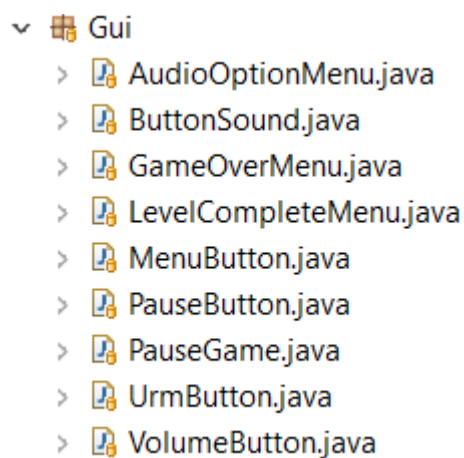 Gui
AudioOptionMenu.java
ButtonSound.java
GameOverMenu.java
LevelCompleteMenu.java
MenuButton.java
PauseButton.java
PauseGame.java
UrmButton.java
VolumeButton.java